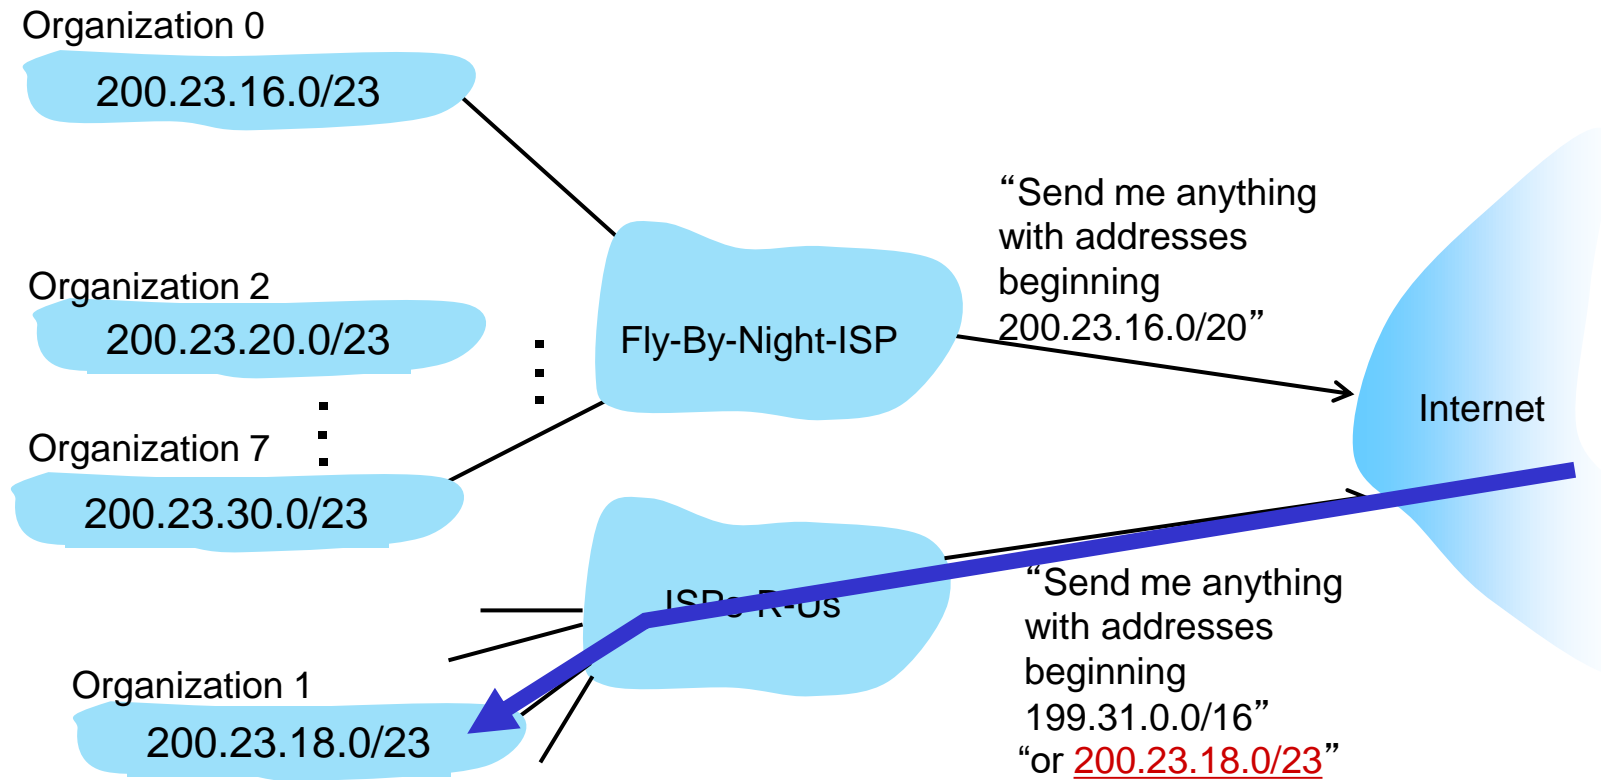 Organization 0
200.23.16.0/23
Organization 2
200.23.20.0/23
Organization 7
200.23.30.0/23
Fly-By-Night-ISP
“Send me anything
with addresses
beginning
200.23.16.0/20”
Internet
ISPs-R-Us
Organization 1
200.23.18.0/23
“Send me anything
with addresses
beginning
199.31.0.0/16”
“or 200.23.18.0/23”